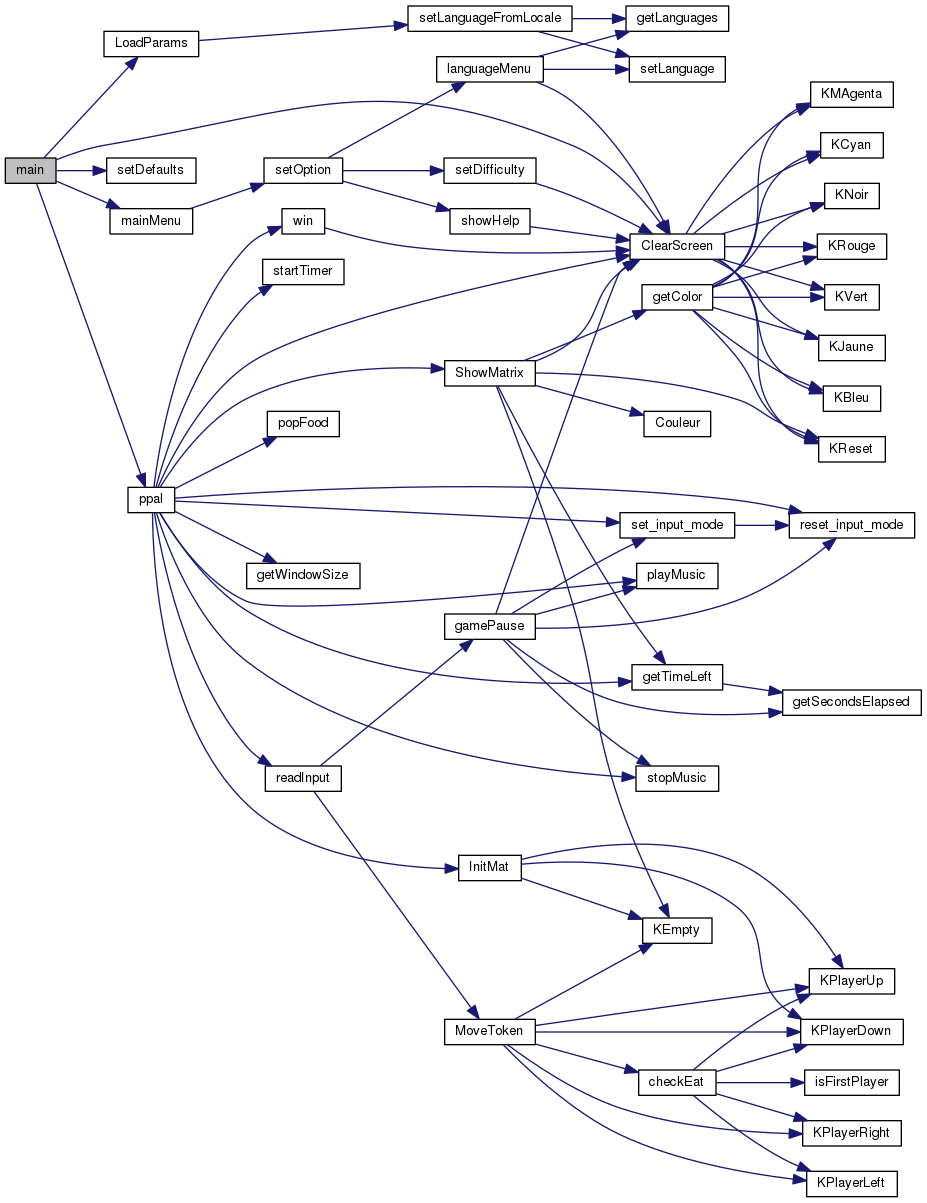 setLanguageFromLocale
getLanguages
LoadParams
languageMenu
setLanguage
KMAgenta
KCyan
main
setDefaults
setOption
setDifficulty
KNoir
mainMenu
win
showHelp
ClearScreen
KRouge
startTimer
getColor
KVert
KJaune
ShowMatrix
KBleu
popFood
Couleur
KReset
ppal
set_input_mode
reset_input_mode
getWindowSize
playMusic
gamePause
getTimeLeft
getSecondsElapsed
readInput
stopMusic
InitMat
KEmpty
KPlayerUp
MoveToken
KPlayerDown
checkEat
isFirstPlayer
KPlayerRight
KPlayerLeft